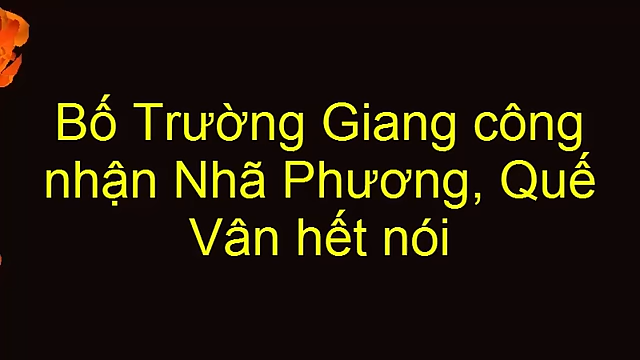 Bố Trường Giang công
nhận Nhã Phương, Quế
Vân hết nói